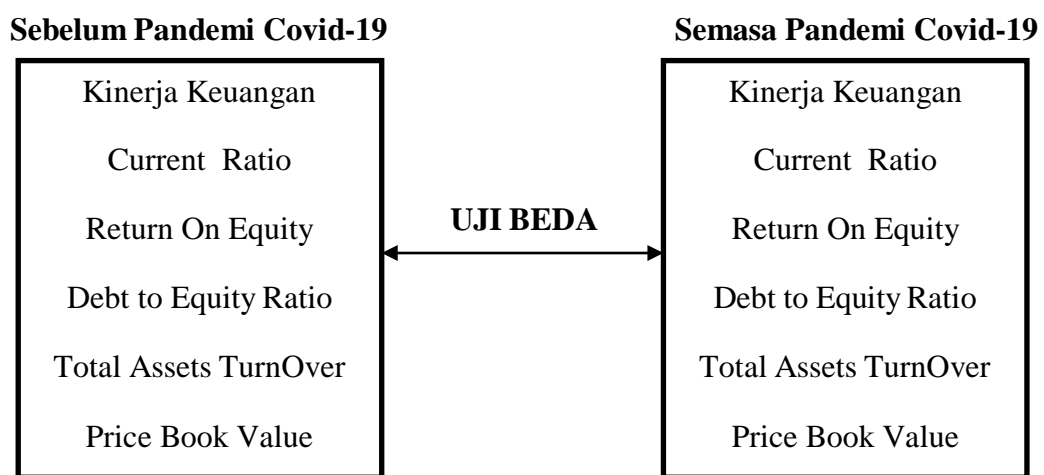 Sebelum Pandemi Covid-19
Kinerja Keuangan
Current Ratio
Return On Equity
Debt to Equity Ratio
Total Assets TurnOver
Price Book Value
UJI BEDA
Semasa Pandemi Covid-19
Kinerja Keuangan
Current Ratio
Return On Equity
Debt to Equity Ratio
Total Assets TurnOver
Price Book Value